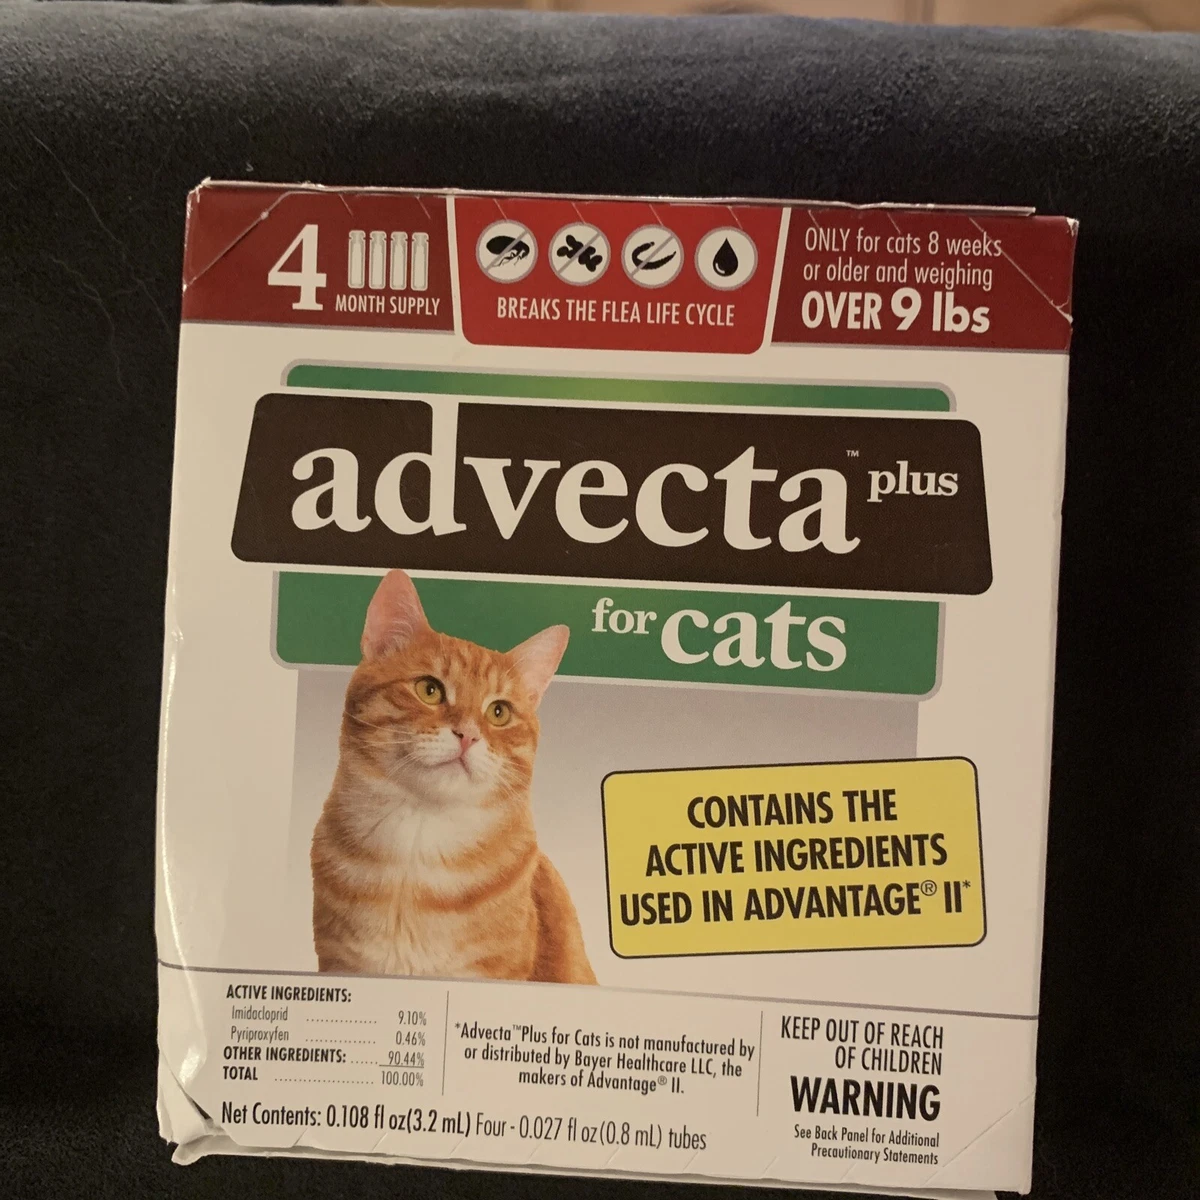 4
MONTH SUPPLY
BREAKS THE FLEA LIFE CYCLE
ONLY for cats 8 weeks
or older and weighing
OVER 9 lbs
advecta™ plus
for cats
CONTAINS THE
ACTIVE INGREDIENTS
USED IN ADVANTAGE® II*
ACTIVE INGREDIENTS:
Imidacloprid .................. 9.10%
Pyriproxyfen .................. 0.46%
OTHER INGREDIENTS: ...... 90.44%
TOTAL ........................ 100.00%
*Advecta™Plus for Cats is not manufactured by
or distributed by Bayer Healthcare LLC, the
makers of Advantage® II.
Net Contents: 0.108 fl oz(3.2 mL) Four - 0.027 fl oz(0.8 mL) tubes
KEEP OUT OF REACH
OF CHILDREN
WARNING
See Back Panel for Additional
Precautionary Statements